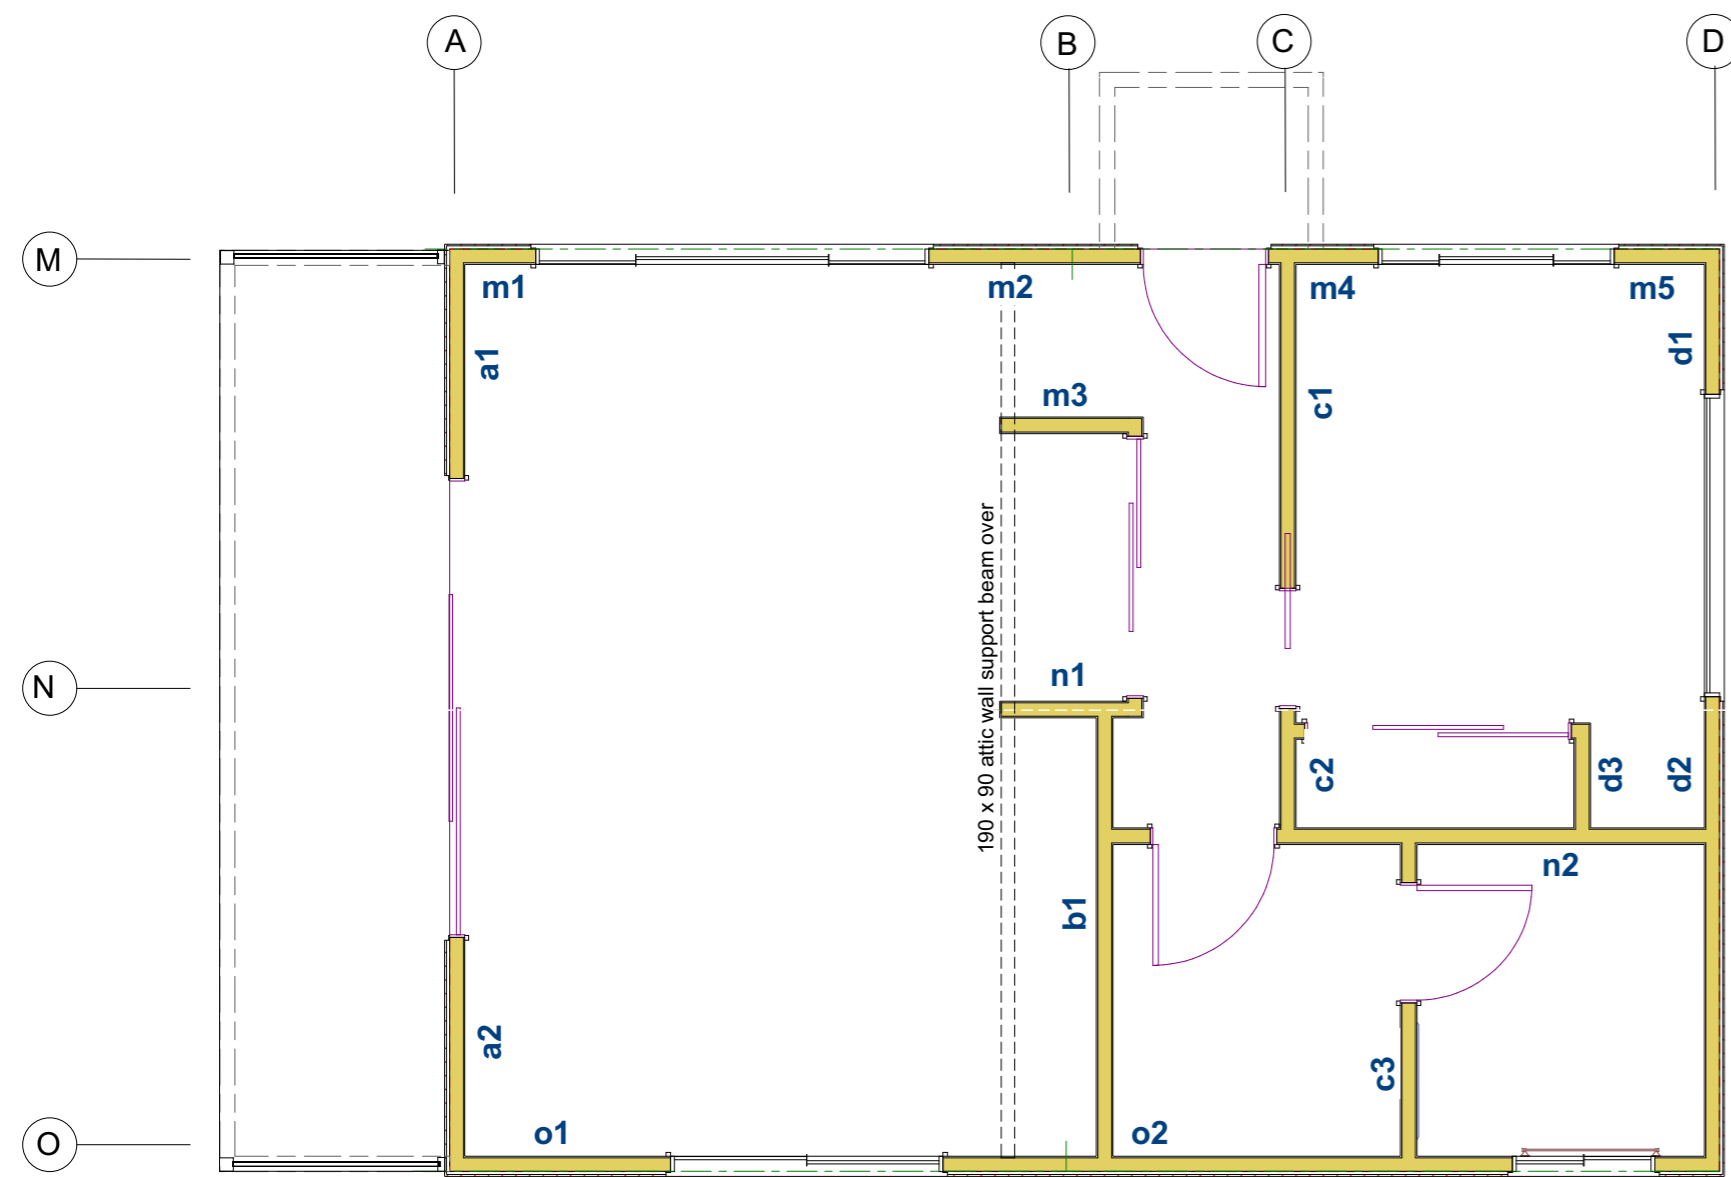 A
B
C
D
M
m1
m2
m4
m5
a1
d1
m3
c1
190 x 90 attic wall support beam over
N
n1
c2
d3
d2
n2
b1
a2
c3
o1
o2
O